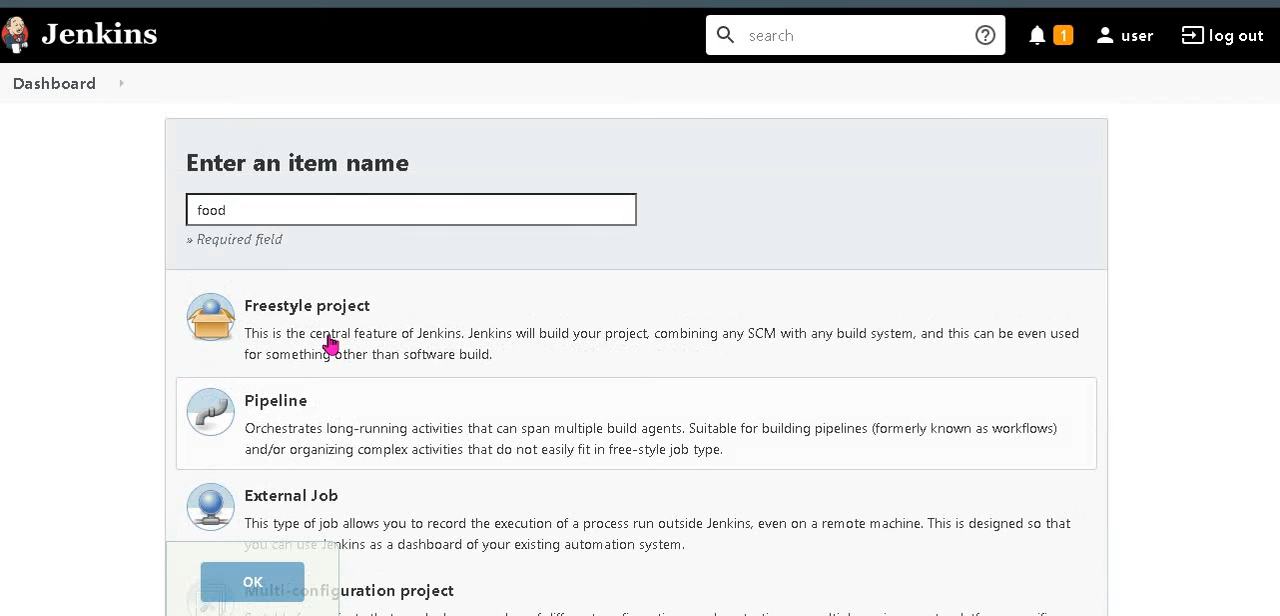 Jenkins
search
1
user
log out
Dashboard
Enter an item name
food
» Required field
Freestyle project
This is the central feature of Jenkins. Jenkins will build your project, combining any SCM with any build system, and this can be even used
for something other than software build.
Pipeline
Orchestrates long-running activities that can span multiple build agents. Suitable for building pipelines (formerly known as workflows)
and/or organizing complex activities that do not easily fit in free-style job type.
External Job
This type of job allows you to record the execution of a process run outside Jenkins, even on a remote machine. This is designed so that
you can use Jenkins as a dashboard of your existing automation system.
OK
Multi-configuration project